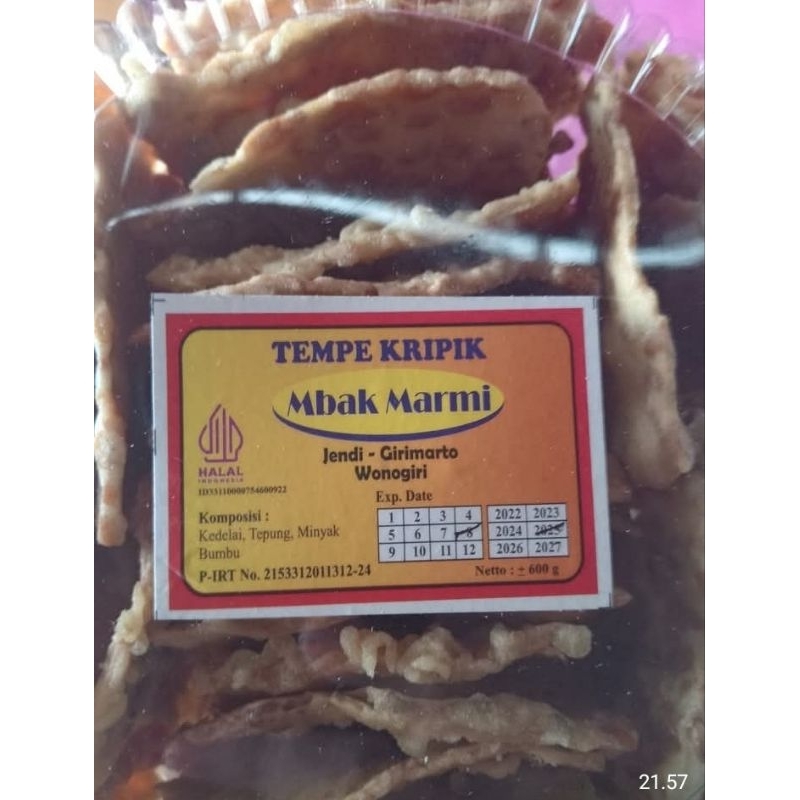 TEMPE KRIPIK
Mbak Marmi
Jendi - Girimarto
Wonogiri
HALAL
INDONESIA
ID33110000754600922
Exp. Date
1 2 3 4 2022 2023
5 6 7 8 2024 2025
9 10 11 12 2026 2027
Komposisi :
Kedelai, Tepung, Minyak
Bumbu
P-IRT No. 2153312011312-24
Netto : ± 600 g
21.57